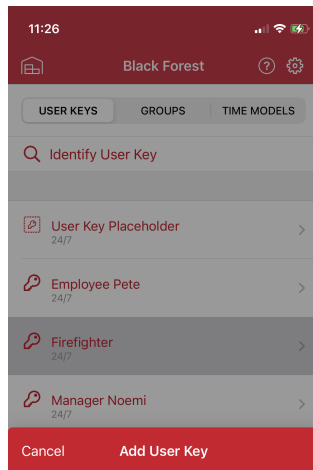 11:26
Black Forest
USER KEYS GROUPS TIME MODELS
Identify User Key
User Key Placeholder
24/7
Employee Pete
24/7
Firefighter
24/7
Manager Noemi
24/7
Cancel Add User Key